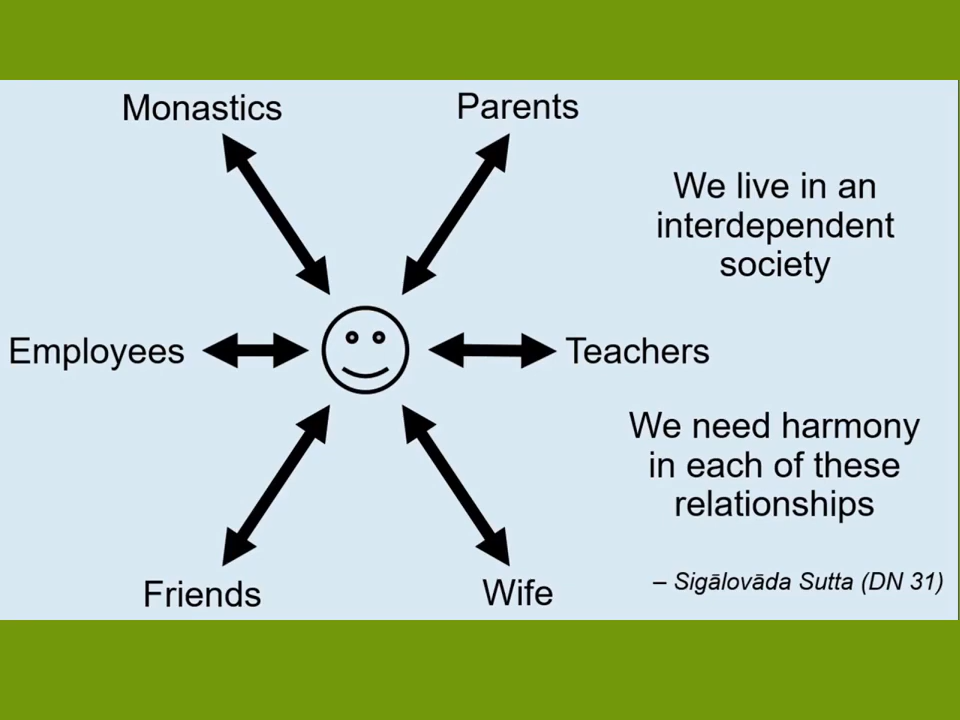 Monastics
Parents
We live in an
interdependent
society
Employees
Teachers
We need harmony
in each of these
relationships
Friends
Wife
– Sigālovāda Sutta (DN 31)